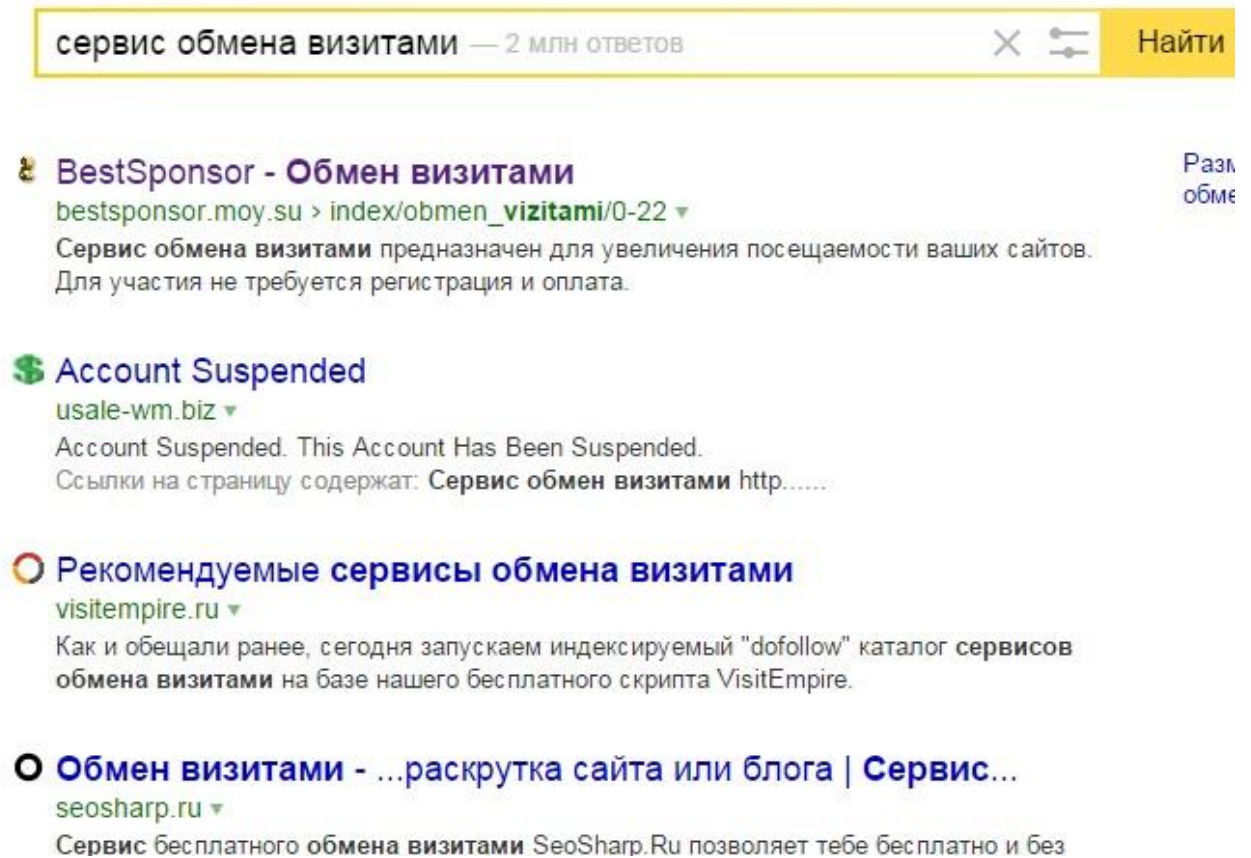 сервис обмена визитами — 2 млн ответов
Найти
BestSponsor - Обмен визитами
bestsponsor.moy.su › index/obmen_vizitami/0-22
Сервис обмена визитами предназначен для увеличения посещаемости ваших сайтов.
Для участия не требуется регистрация и оплата.
Разм
обме
Account Suspended
usale-wm.biz
Account Suspended. This Account Has Been Suspended.
Ссылки на страницу содержат: Сервис обмен визитами http......
Рекомендуемые сервисы обмена визитами
visitempire.ru
Как и обещали ранее, сегодня запускаем индексируемый "dofollow" каталог сервисов
обмена визитами на базе нашего бесплатного скрипта VisitEmpire.
Обмен визитами - ...раскрутка сайта или блога | Сервис...
seosharp.ru
Сервис бесплатного обмена визитами SeoSharp.Ru позволяет тебе бесплатно и без